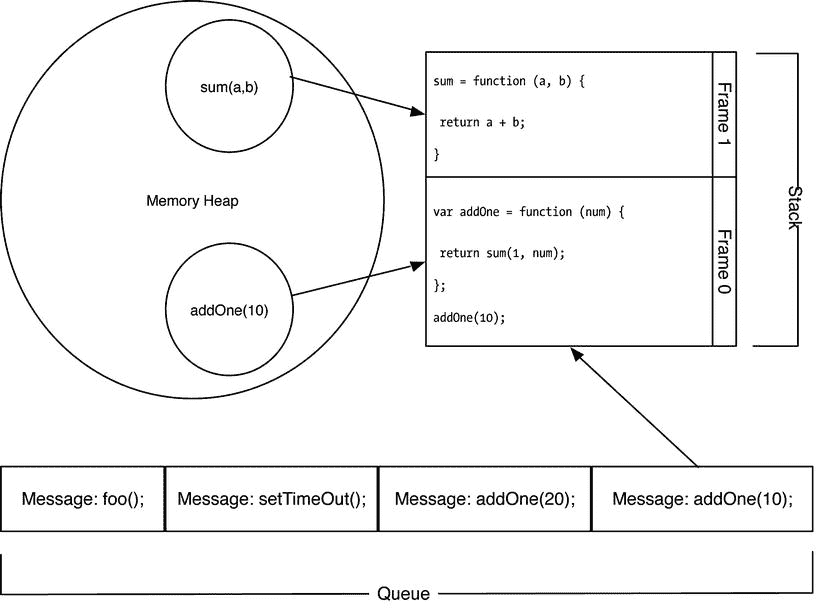 sum(a,b)
Memory Heap
addOne(10)
sum = function (a, b) {
return a + b;
}
Frame 1
var addOne = function (num) {
return sum(1, num);
};
addOne(10);
Frame 0
Stack
Message: foo();
Message: setTimeOut();
Message: addOne(20);
Message: addOne(10);
Queue